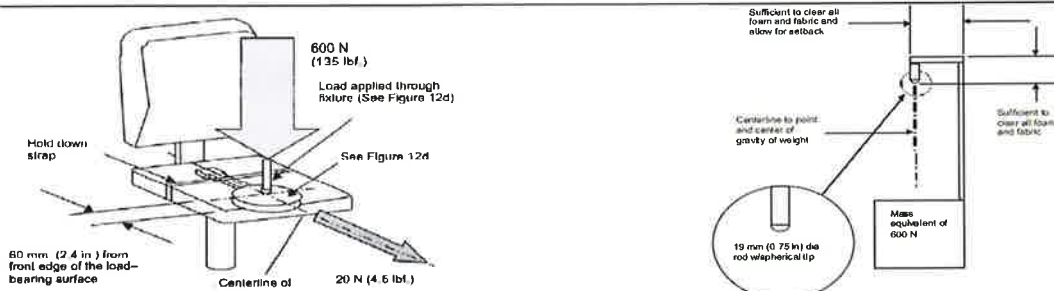 600 N
(135 lbf.)
Load applied through
fixture (See Figure 12d)
Hold down
strap
See Figure 12d
60 mm (2.4 in ) from
front edge of the load–
bearing surface
Centerline of
20 N (4.5 lbf.)
Sufficient to clear all
foam and fabric and
allow for setback
Sufficient to
clear all foam
and fabric
Centerline to point
and center of
gravity of weight
Mass
equivalent of
600 N
19 mm (0.75 in) dia
rod w/spherical tip